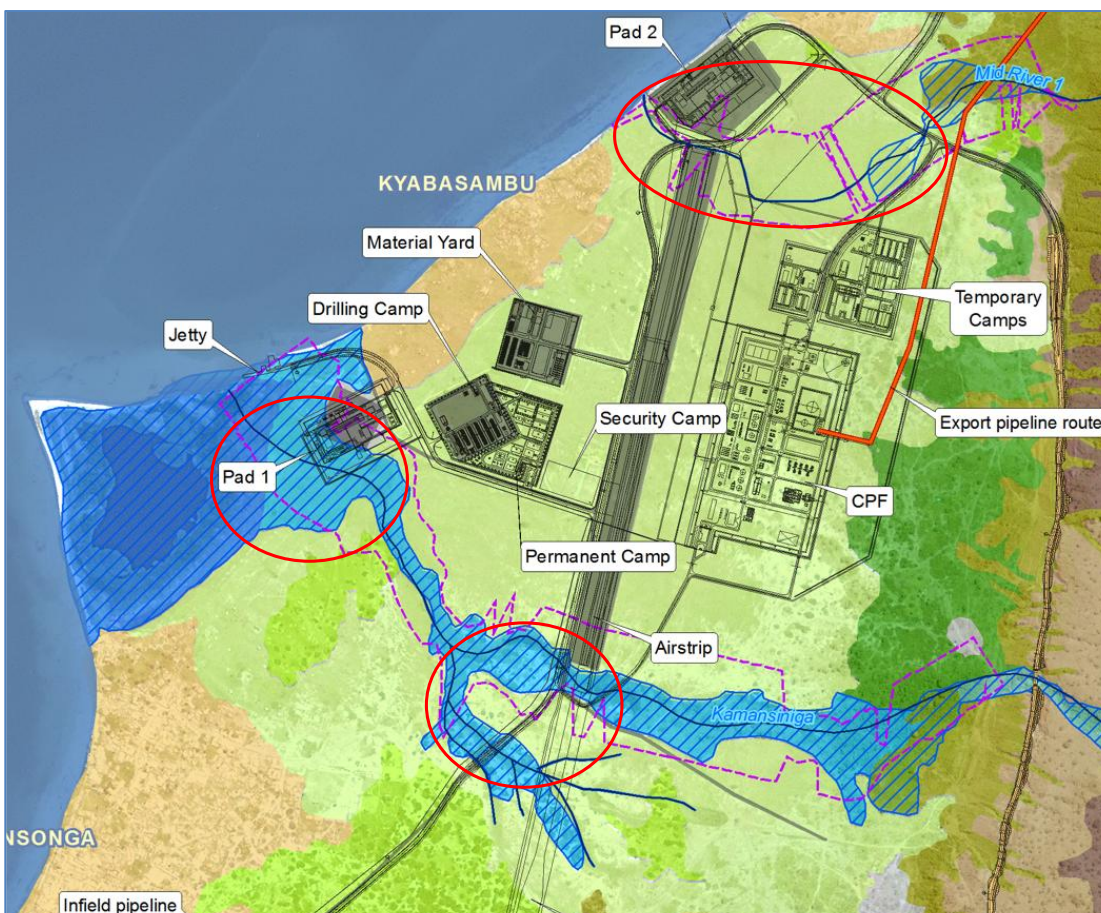 Pad 2
Mid River 1
KYABASAMBU
Material Yard
Drilling Camp
Temporary
Camps
Jetty
Security Camp
Export pipeline route
Pad 1
CPF
Permanent Camp
Airstrip
Kamansiniga
NSONGA
Infield pipeline